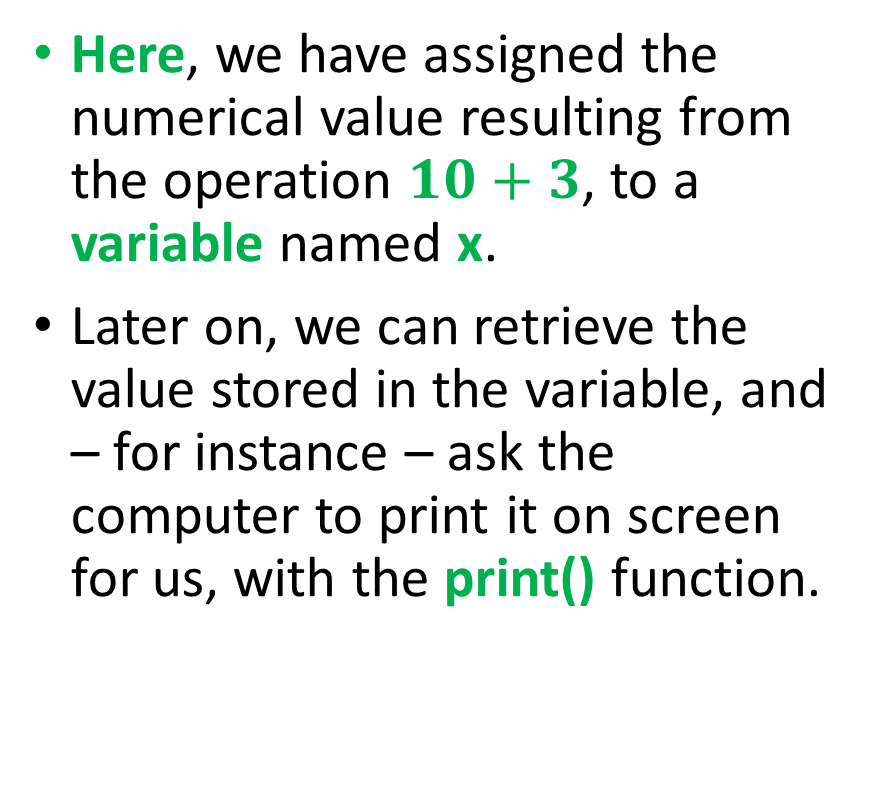 • Here, we have assigned the
numerical value resulting from
the operation 10 + 3, to a
variable named x.
• Later on, we can retrieve the
value stored in the variable, and
– for instance – ask the
computer to print it on screen
for us, with the print() function.